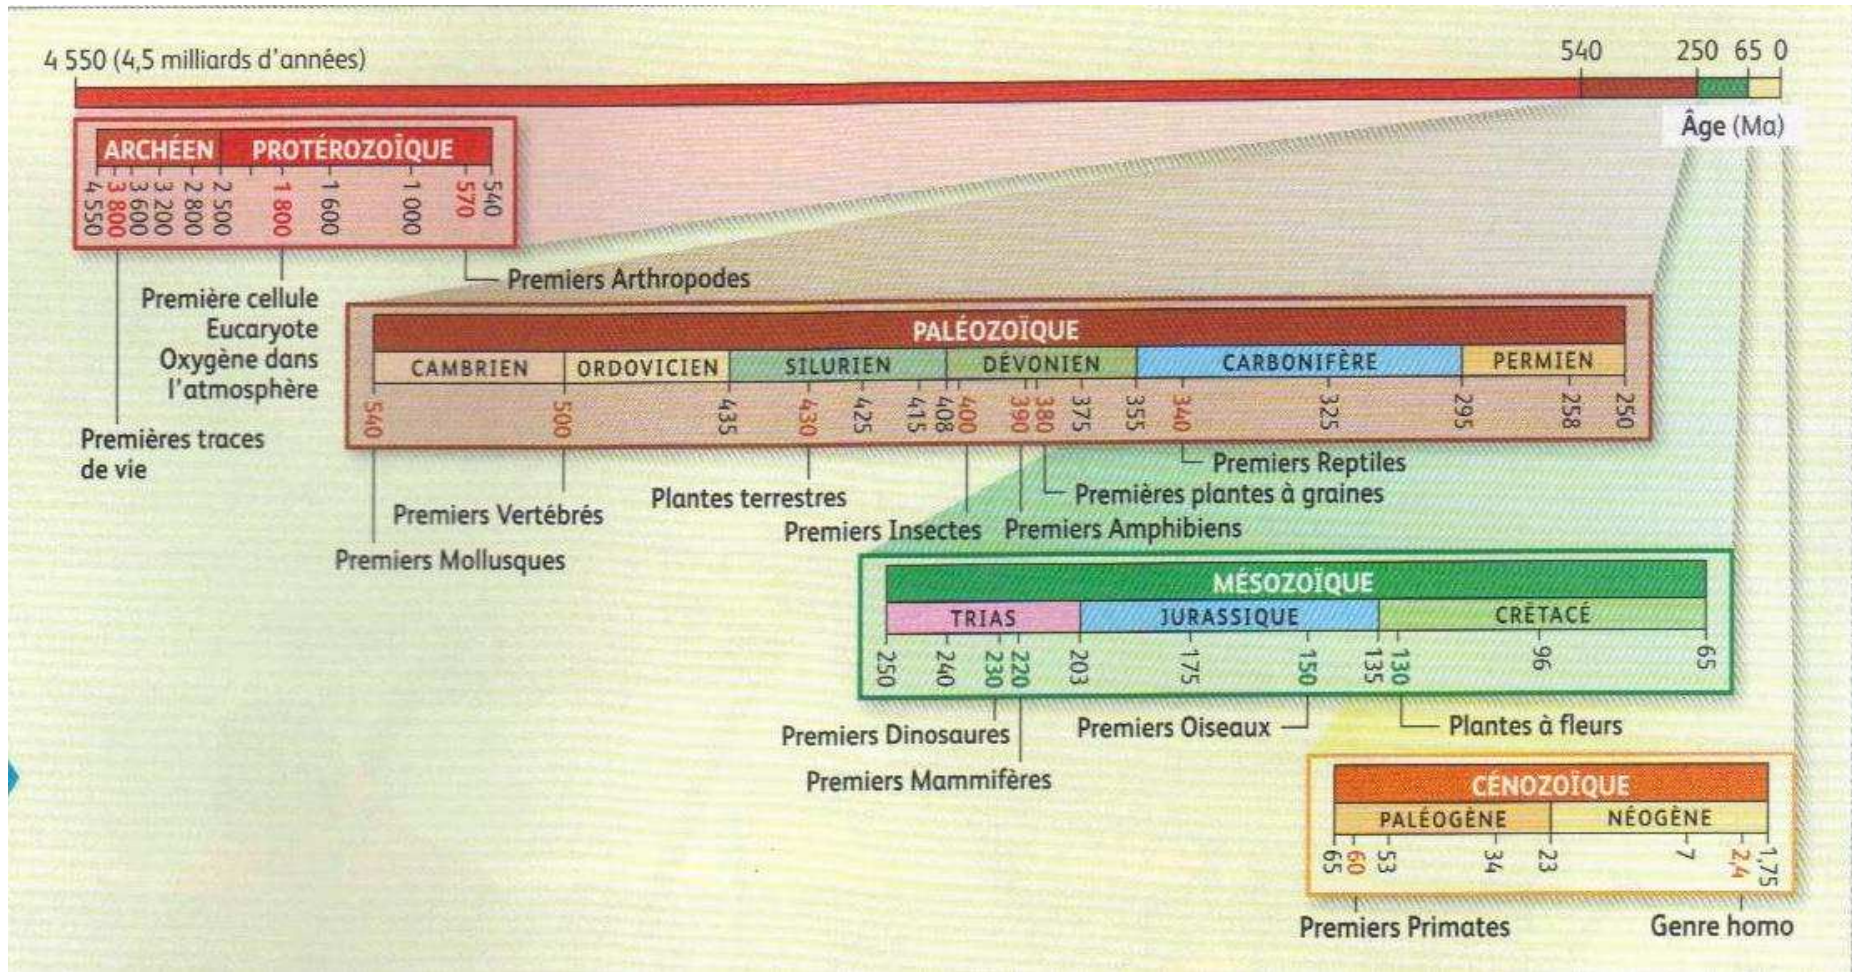 4 550 (4,5 milliards d'années)
540 250 65 0
Âge (Ma)
ARCHÉEN PROTÉROZOÏQUE
4 550 3 800 3 600 3 200 2 800 2 500 1 800 1 600 1 000 570 540
Premiers Arthropodes
Première cellule
Eucaryote
Oxygène dans
l'atmosphère
Premières traces
de vie
PALÉOZOÏQUE
CAMBRIEN ORDOVICIEN SILURIEN DÉVONIEN CARBONIFÈRE PERMIEN
540 500 435 430 425 415 408 400 390 380 375 355 340 325 295 258 250
Premiers Reptiles
Premières plantes à graines
Plantes terrestres
Premiers Vertébrés
Premiers Insectes Premiers Amphibiens
Premiers Mollusques
MÉSOZOÏQUE
TRIAS JURASSIQUE CRÉTACÉ
250 240 230 220 203 175 150 135 130 96 65
Premiers Dinosaures
Premiers Oiseaux
Plantes à fleurs
Premiers Mammifères
CÉNOZOÏQUE
PALÉOGÈNE NÉOGÈNE
65 60 53 34 23 7 2,4 1,75
Premiers Primates
Genre homo